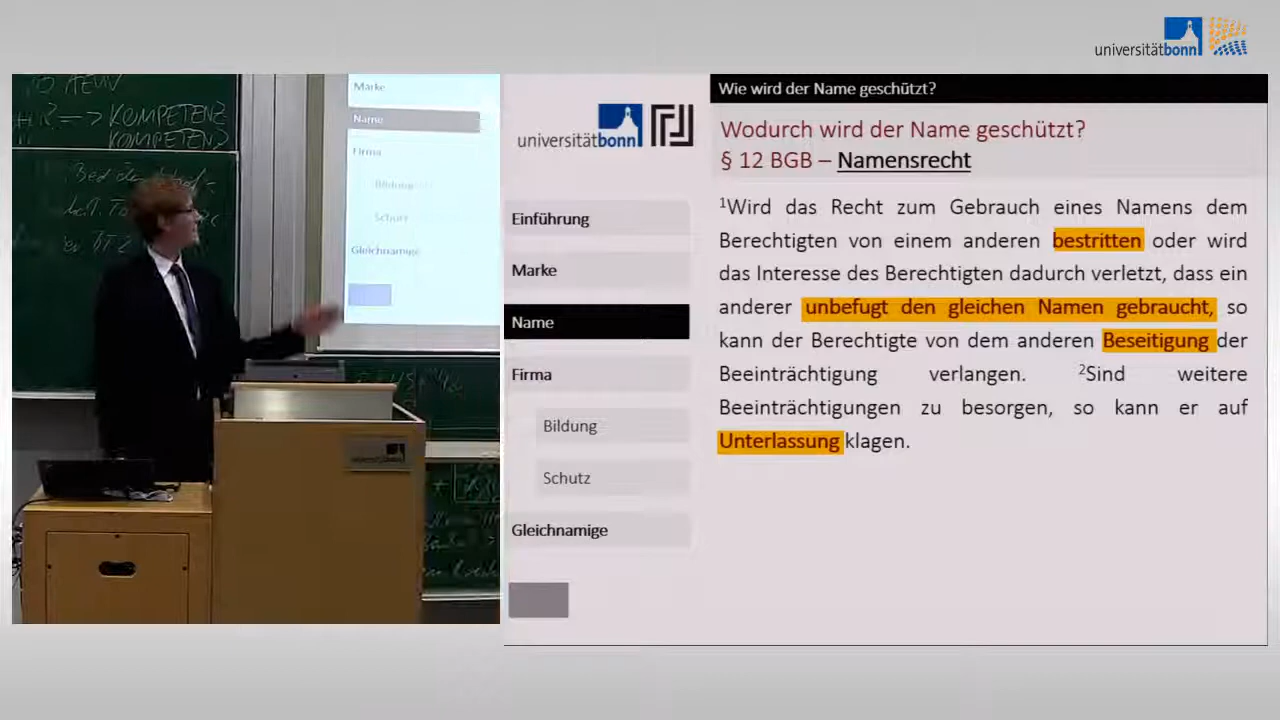 universitätbonn
AEUV
KOMPETENZ
KOMPETENZ
Marke
Name
Firma
Bildung
Schutz
Gleichnamige
universitätbonn
Einführung
Marke
Name
Firma
Bildung
Schutz
Gleichnamige
Wie wird der Name geschützt?
Wodurch wird der Name geschützt?
§ 12 BGB – Namensrecht
¹Wird das Recht zum Gebrauch eines Namens dem
Berechtigten von einem anderen bestritten oder wird
das Interesse des Berechtigten dadurch verletzt, dass ein
anderer unbefugt den gleichen Namen gebraucht, so
kann der Berechtigte von dem anderen Beseitigung der
Beeinträchtigung verlangen. ²Sind weitere
Beeinträchtigungen zu besorgen, so kann er auf
Unterlassung klagen.